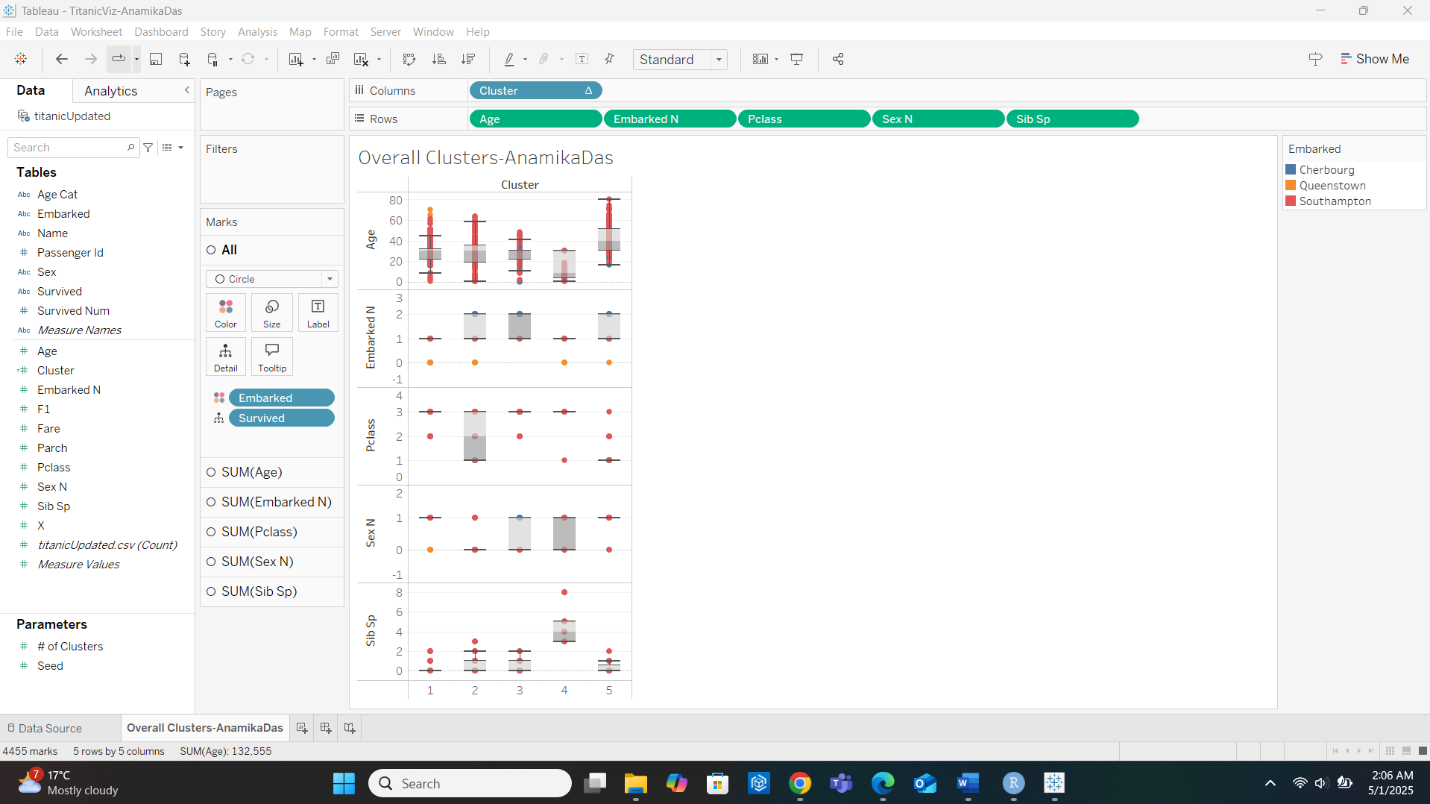 Tableau - TitanicViz-AnamikaDas
File Data Worksheet Dashboard Story Analysis Map Format Server Window Help
Standard
Show Me
Data
Analytics
titanicUpdated
Search
Tables
Abc Age Cat
Abc Embarked
Abc Name
# Passenger Id
Abc Sex
Abc Survived
# Survived Num
Abc Measure Names
# Age
# Cluster
# Embarked N
# F1
# Fare
# Parch
# Pclass
# Sex N
# Sib Sp
# X
# titanicUpdated.csv (Count)
# Measure Values
Parameters
# # of Clusters
# Seed
Pages
Filters
Marks
All
Circle
Color
Size
Label
Detail
Tooltip
Embarked
Survived
SUM(Age)
SUM(Embarked N)
SUM(Pclass)
SUM(Sex N)
SUM(Sib Sp)
Columns
Cluster
Rows
Age
Embarked N
Pclass
Sex N
Sib Sp
Overall Clusters-AnamikaDas
Cluster
Age
80
60
40
20
0
Embarked N
3
2
1
0
-1
Pclass
4
3
2
1
0
Sex N
2
1
0
-1
Sib Sp
8
6
4
2
0
1 2 3 4 5
Embarked
Cherbourg
Queenstown
Southampton
Data Source
Overall Clusters-AnamikaDas
4455 marks 5 rows by 5 columns SUM(Age): 132,555
7
17°C
Mostly cloudy
Search
2:06 AM
5/1/2025